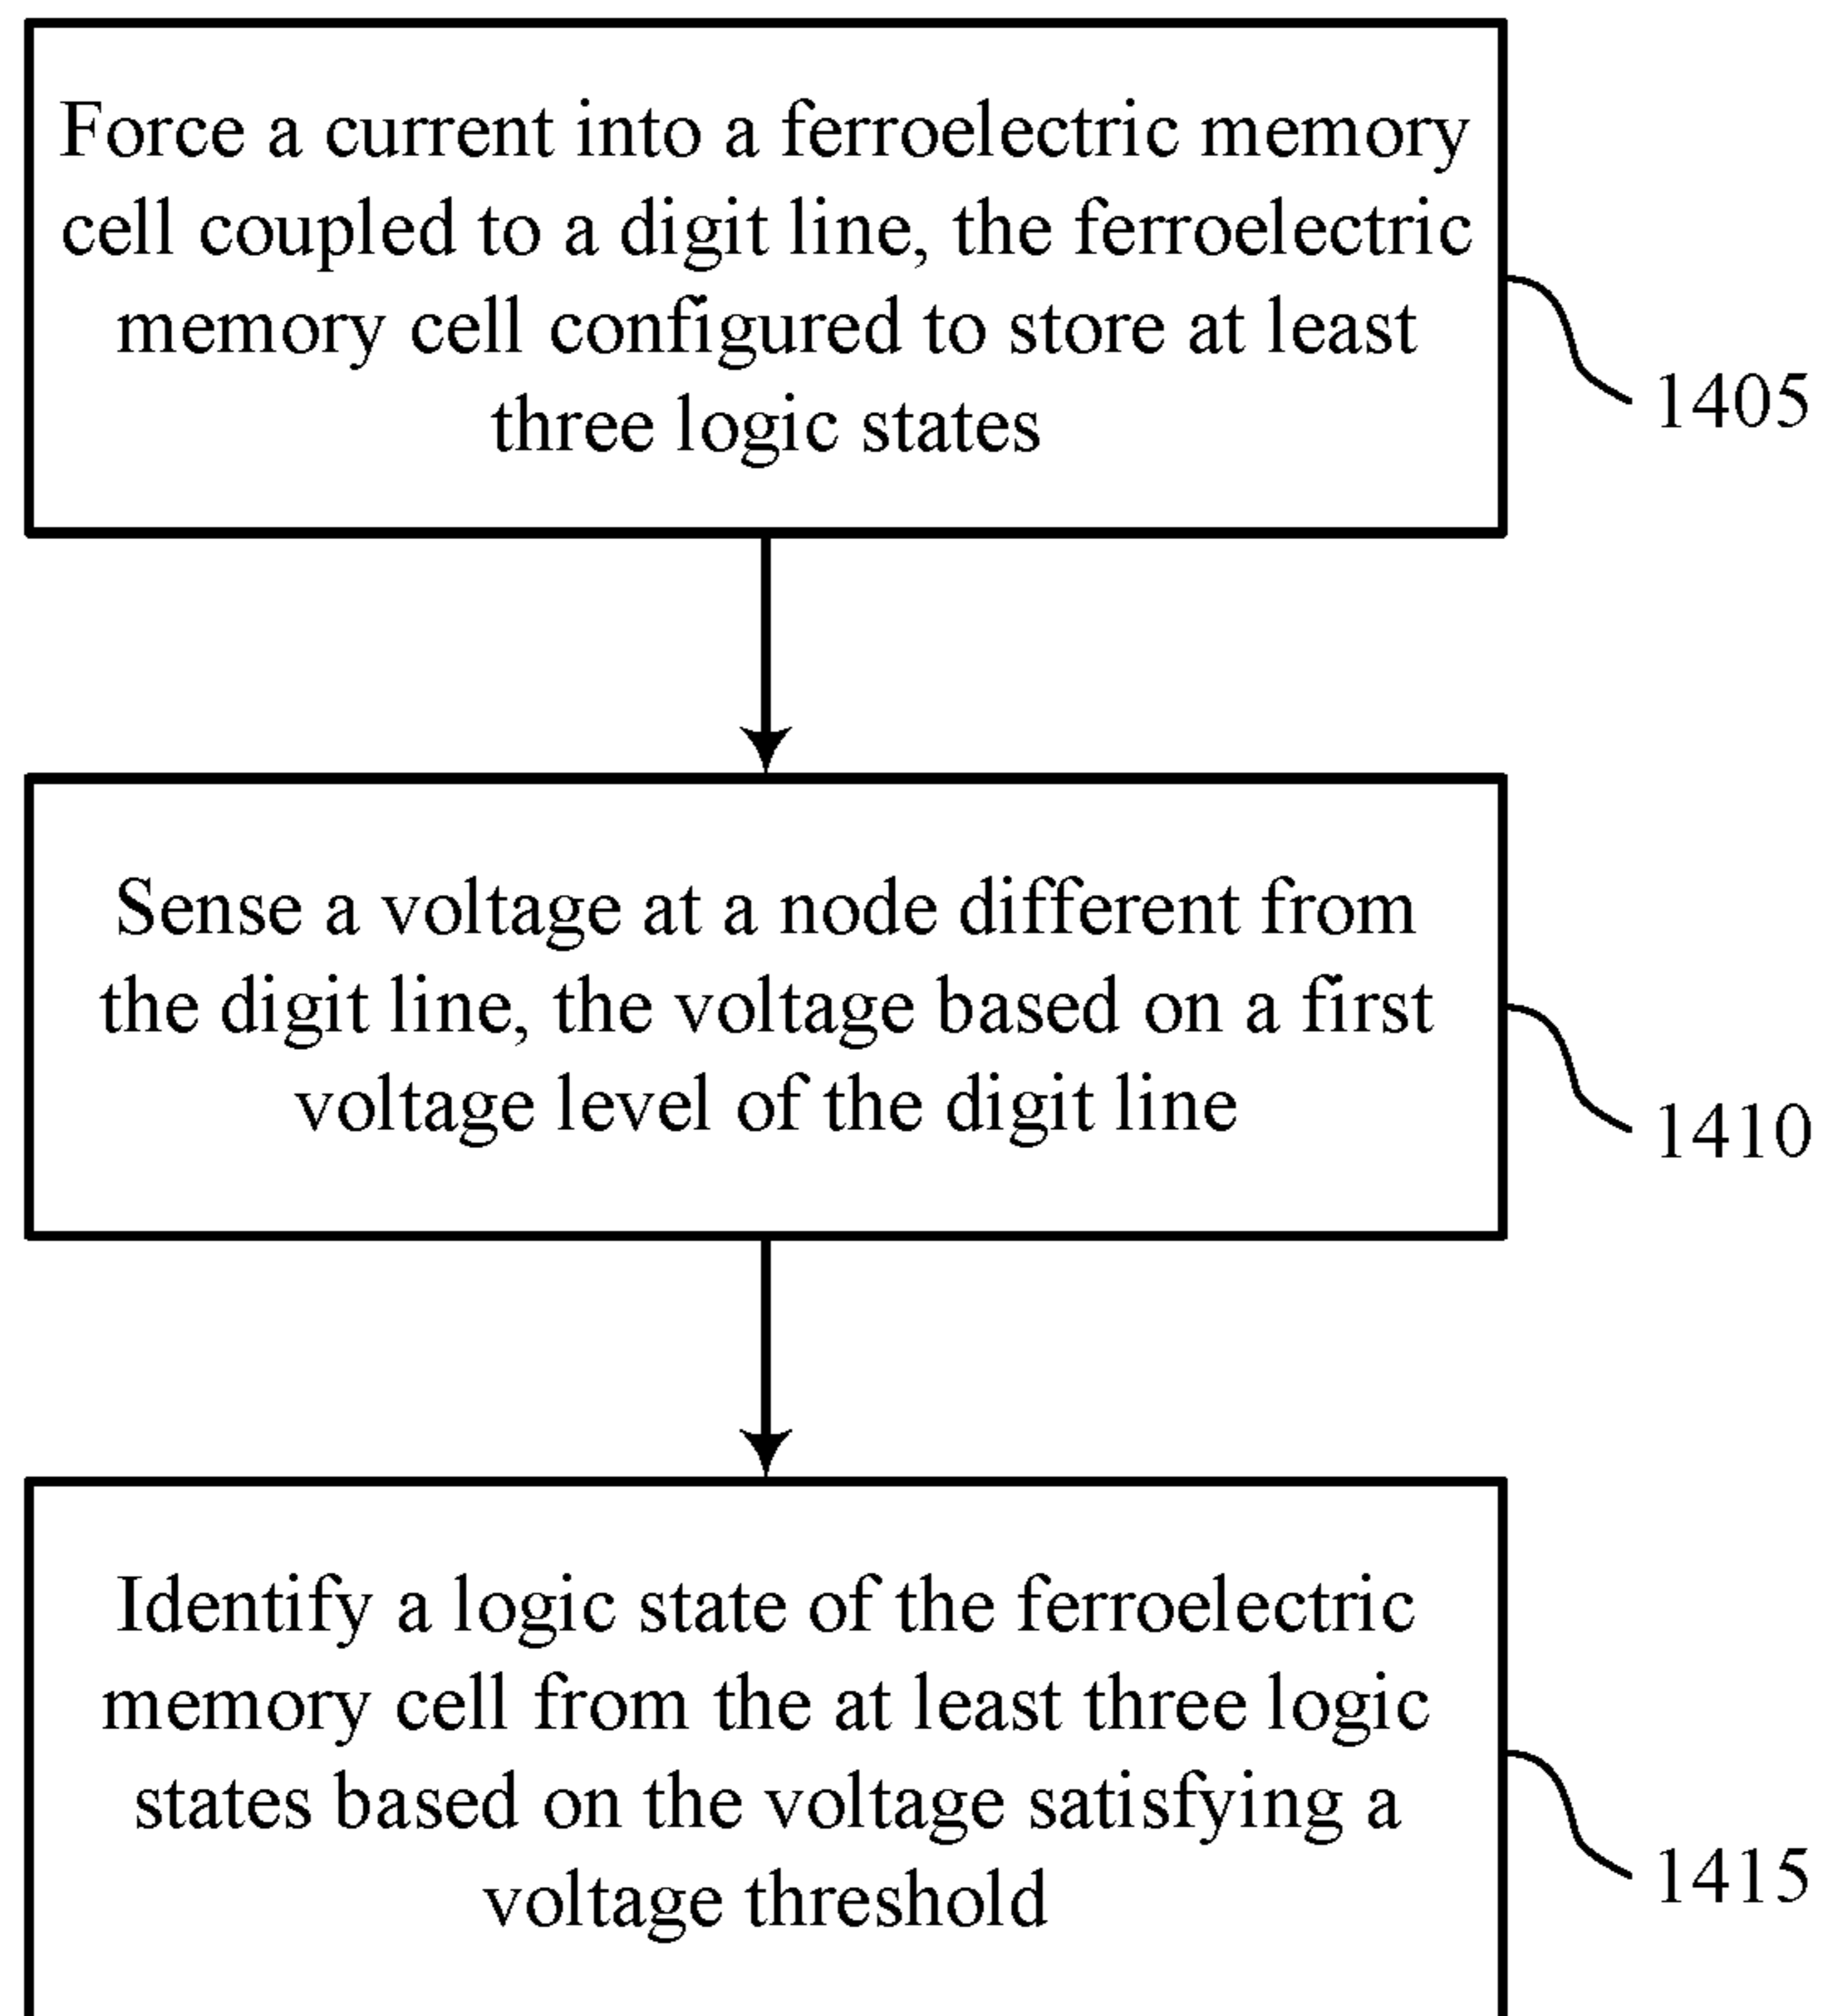 Force a current into a ferroelectric memory
cell coupled to a digit line, the ferroelectric
memory cell configured to store at least
three logic states
1405
Sense a voltage at a node different from
the digit line, the voltage based on a first
voltage level of the digit line
1410
Identify a logic state of the ferroelectric
memory cell from the at least three logic
states based on the voltage satisfying a
voltage threshold
1415